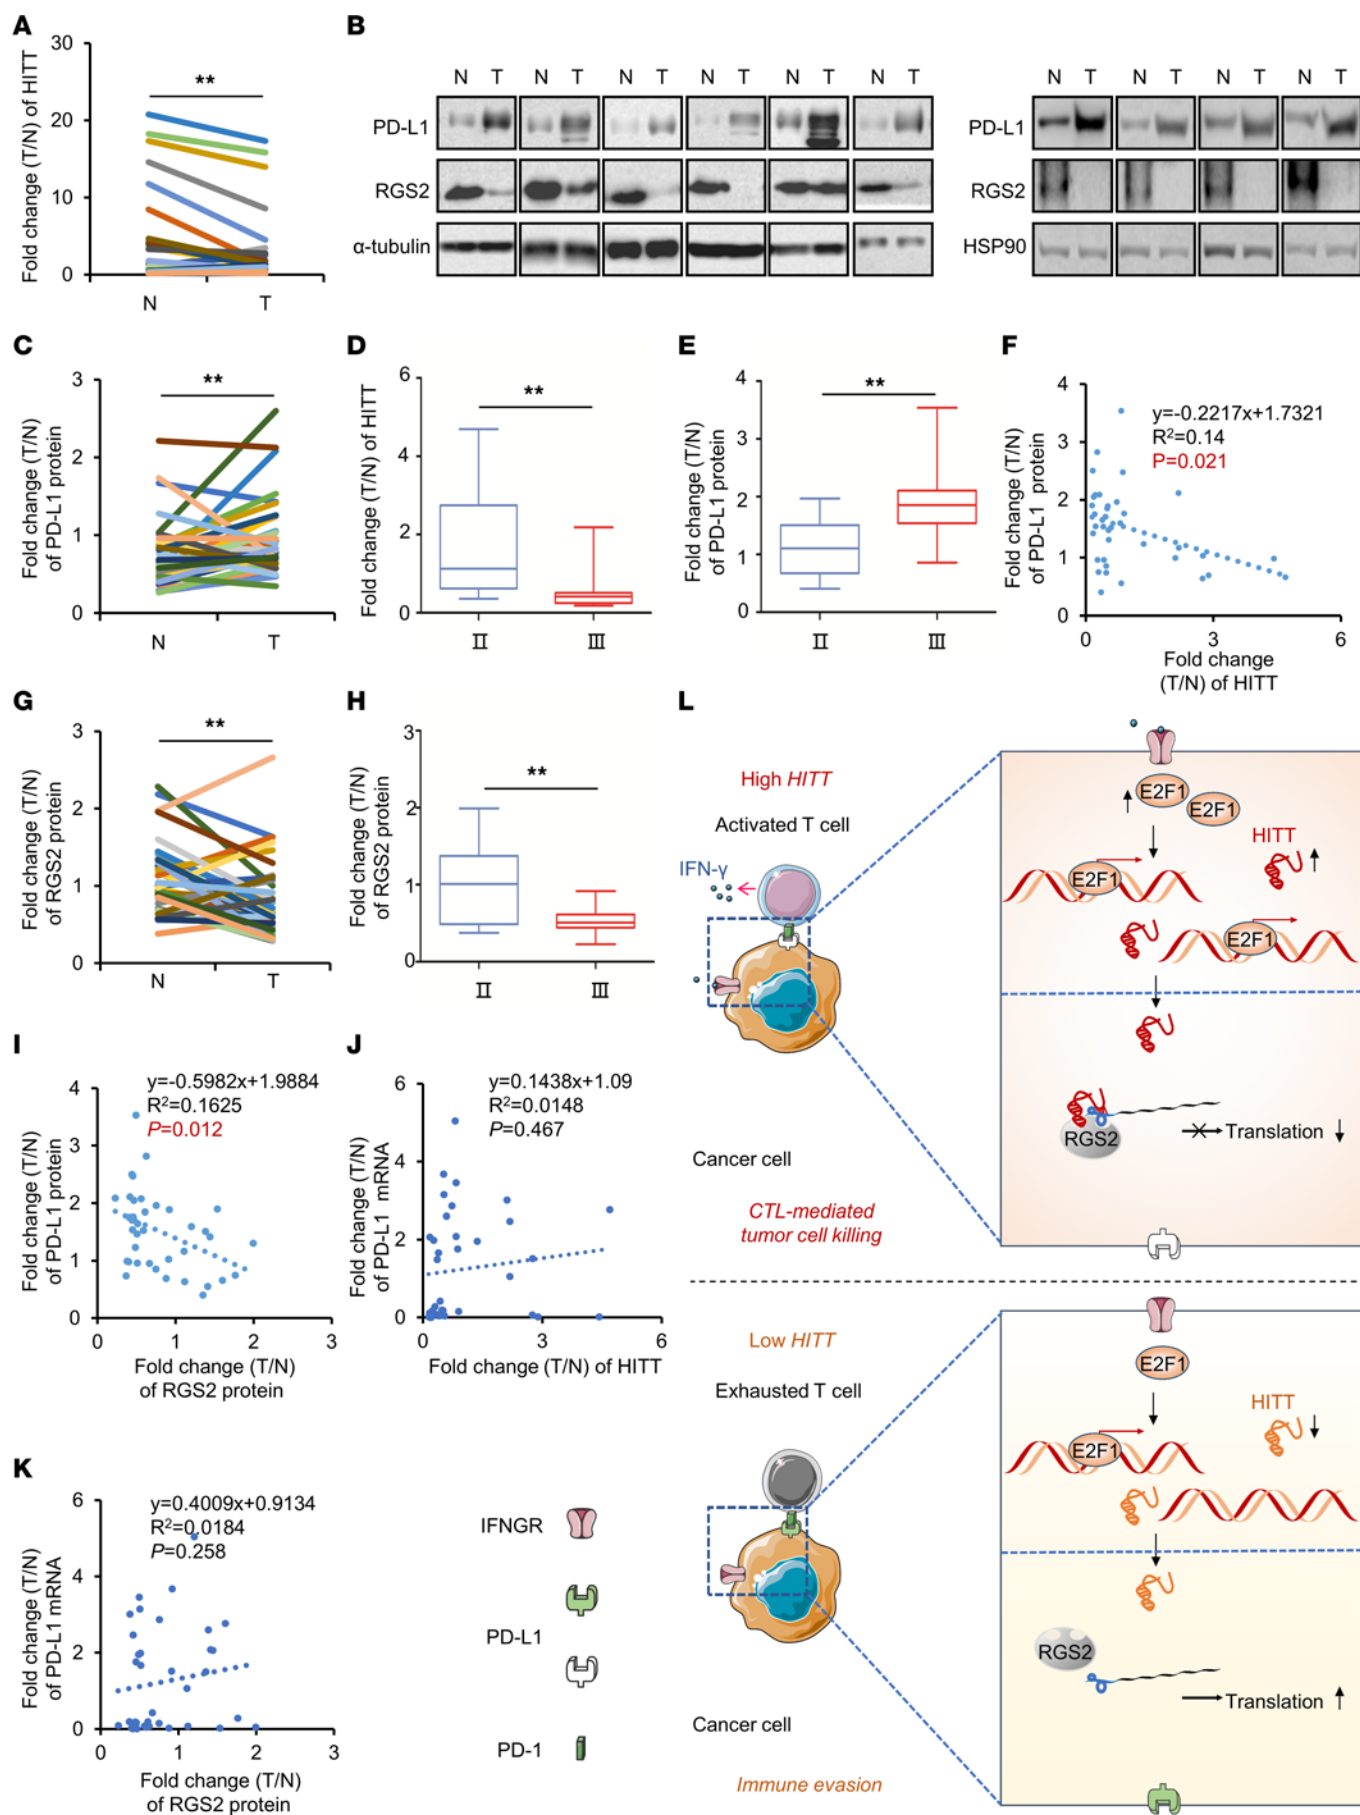 A
Fold change (T/N) of HITT
30
20
10
0
**
N T
B
N T N T N T N T N T N T
PD-L1
RGS2
α-tubulin
N T N T N T N T
PD-L1
RGS2
HSP90
C
Fold change (T/N)
of PD-L1 protein
3
2
1
0
**
N T
D
Fold change (T/N) of HITT
6
4
2
0
**
II III
E
Fold change (T/N)
of PD-L1 protein
4
3
2
1
0
**
II III
F
Fold change (T/N)
of PD-L1 protein
4
3
2
1
0
y=-0.2217x+1.7321
R²=0.14
P=0.021
0 3 6
Fold change
(T/N) of HITT
G
Fold change (T/N)
of RGS2 protein
3
2
1
0
**
N T
H
Fold change (T/N)
of RGS2 protein
3
2
1
0
**
II III
I
Fold change (T/N)
of PD-L1 protein
4
3
2
1
0
y=-0.5982x+1.9884
R²=0.1625
P=0.012
0 1 2 3
Fold change (T/N)
of RGS2 protein
J
Fold change (T/N)
of PD-L1 mRNA
6
4
2
0
y=0.1438x+1.09
R²=0.0148
P=0.467
0 3 6
Fold change (T/N) of HITT
K
Fold change (T/N)
of PD-L1 mRNA
6
4
2
0
y=0.4009x+0.9134
R²=0.0184
P=0.258
0 1 2 3
Fold change (T/N)
of RGS2 protein
IFNGR
PD-L1
PD-1
L
High HITT
Activated T cell
IFN-γ
Cancer cell
CTL-mediated
tumor cell killing
E2F1
E2F1
HITT
E2F1
E2F1
RGS2
Translation
Low HITT
Exhausted T cell
Cancer cell
Immune evasion
E2F1
HITT
E2F1
RGS2
Translation